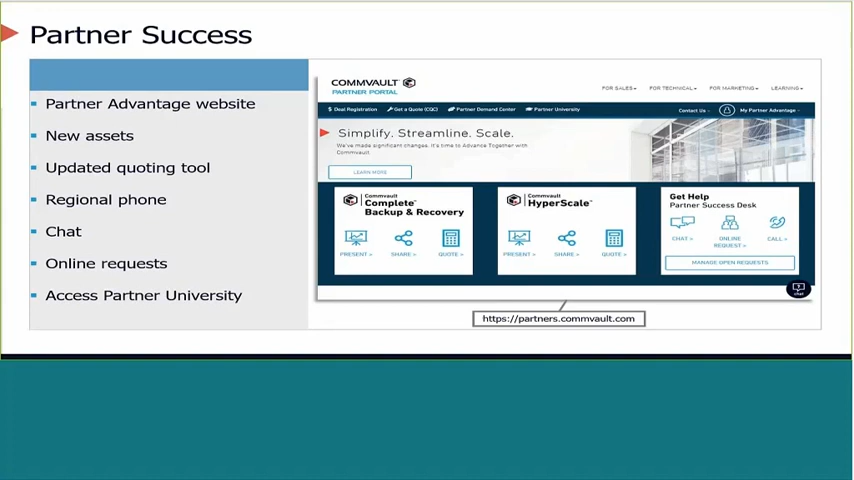 Partner Success
Partner Advantage website
New assets
Updated quoting tool
Regional phone
Chat
Online requests
Access Partner University
COMMVAULT
PARTNER PORTAL
FOR SALES FOR TECHNICAL FOR MARKETING LEARNING
$ Deal Registration Get a Quote (CQC) Partner Demand Center Partner University Contact Us My Partner Advantage
Simplify. Streamline. Scale.
We've made significant changes. It's time to Advance Together with
Commvault.
LEARN MORE
Commvault
Complete™
Backup & Recovery
PRESENT > SHARE > QUOTE >
Commvault
HyperScale™
PRESENT > SHARE > QUOTE >
Get Help
Partner Success Desk
CHAT > ONLINE REQUEST > CALL >
MANAGE OPEN REQUESTS
chat
https://partners.commvault.com